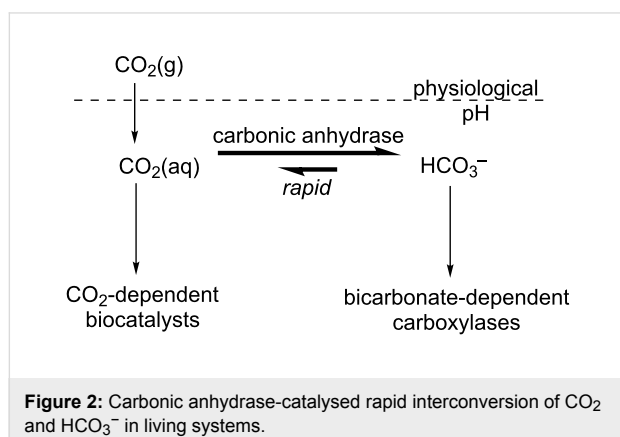 CO₂(g)
physiological
pH
carbonic anhydrase
CO₂(aq)
HCO₃⁻
rapid
CO₂-dependent
biocatalysts
bicarbonate-dependent
carboxylases
Figure 2: Carbonic anhydrase-catalysed rapid interconversion of CO₂
and HCO₃⁻ in living systems.